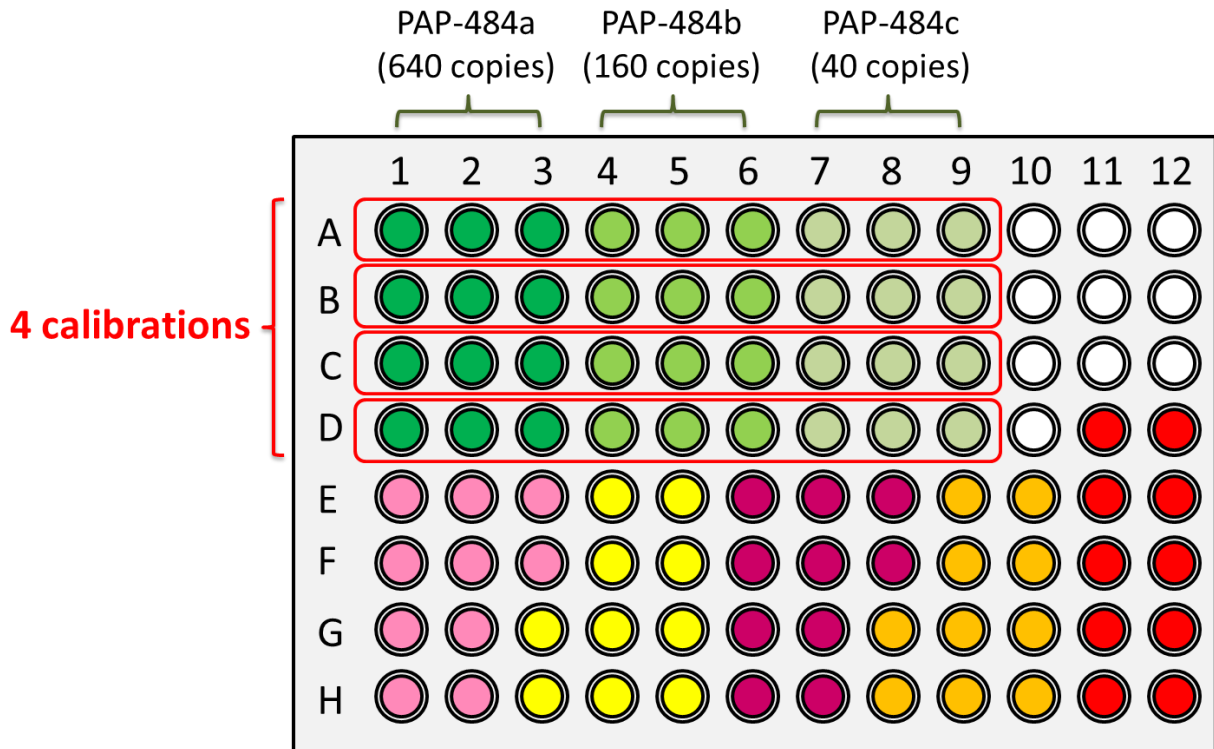 PAP-484a PAP-484b PAP-484c
(640 copies) (160 copies) (40 copies)
1 2 3 4 5 6 7 8 9 10 11 12
A
B
4 calibrations
C
D
E
F
G
H